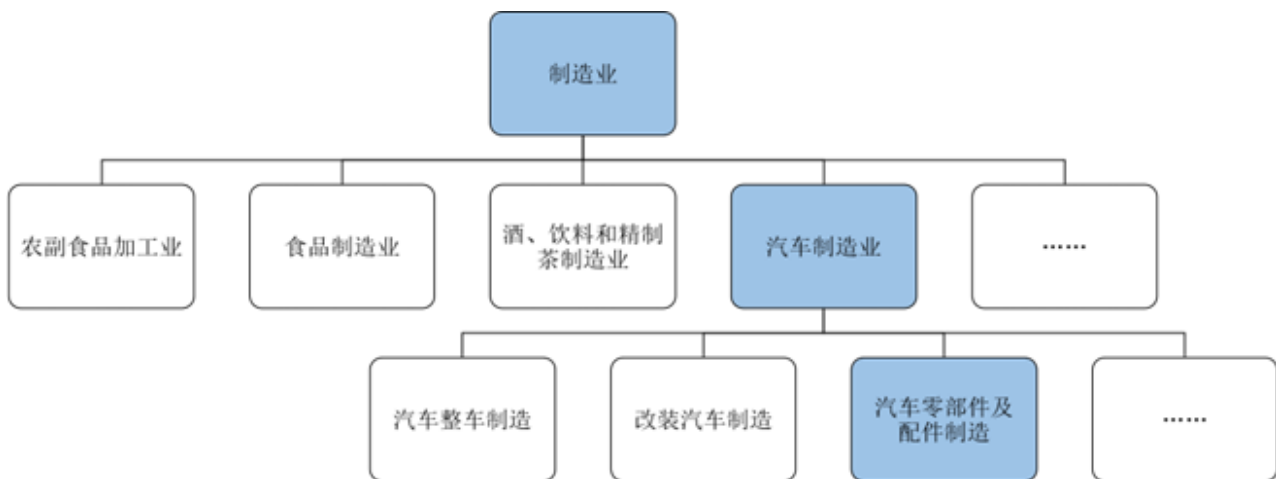 制造业
农副食品加工业
食品制造业
酒、饮料和精制
茶制造业
汽车制造业
……
汽车整车制造
改装汽车制造
汽车零部件及
配件制造
……